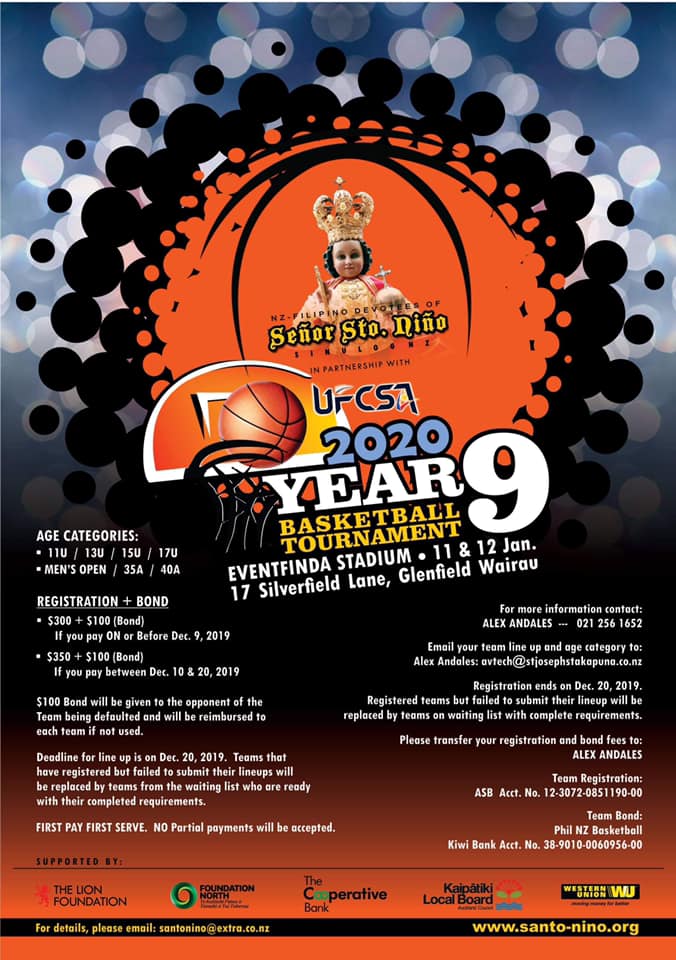 NZ-FILIPINO DEVOTEES OF
Señor Sto. Niño
SINULOGNZ
IN PARTNERSHIP WITH
UFCSA
2020
YEAR 9
BASKETBALL
TOURNAMENT
EVENTFINDA STADIUM • 11 & 12 Jan.
17 Silverfield Lane, Glenfield Wairau
AGE CATEGORIES:
▪ 11U / 13U / 15U / 17U
▪ MEN'S OPEN / 35A / 40A
REGISTRATION + BOND
▪ $300 + $100 (Bond)
If you pay ON or Before Dec. 9, 2019
▪ $350 + $100 (Bond)
If you pay between Dec. 10 & 20, 2019
$100 Bond will be given to the opponent of the
Team being defaulted and will be reimbursed to
each team if not used.
Deadline for line up is on Dec. 20, 2019. Teams that
have registered but failed to submit their lineups will
be replaced by teams from the waiting list who are ready
with their completed requirements.
FIRST PAY FIRST SERVE. NO Partial payments will be accepted.
For more information contact:
ALEX ANDALES --- 021 256 1652
Email your team line up and age category to:
Alex Andales: avtech@stjosephstakapuna.co.nz
Registration ends on Dec. 20, 2019.
Registered teams but failed to submit their lineup will be
replaced by teams on waiting list with complete requirements.
Please transfer your registration and bond fees to:
ALEX ANDALES
Team Registration:
ASB Acct. No. 12-3072-0851190-00
Team Bond:
Phil NZ Basketball
Kiwi Bank Acct. No. 38-9010-0060956-00
SUPPORTED BY:
THE LION
FOUNDATION
FOUNDATION
NORTH
The
Cooperative
Bank
Kaipātiki
Local Board
Auckland Council
WESTERN
UNION WU
moving money for better
For details, please email: santonino@extra.co.nz
www.santo-nino.org